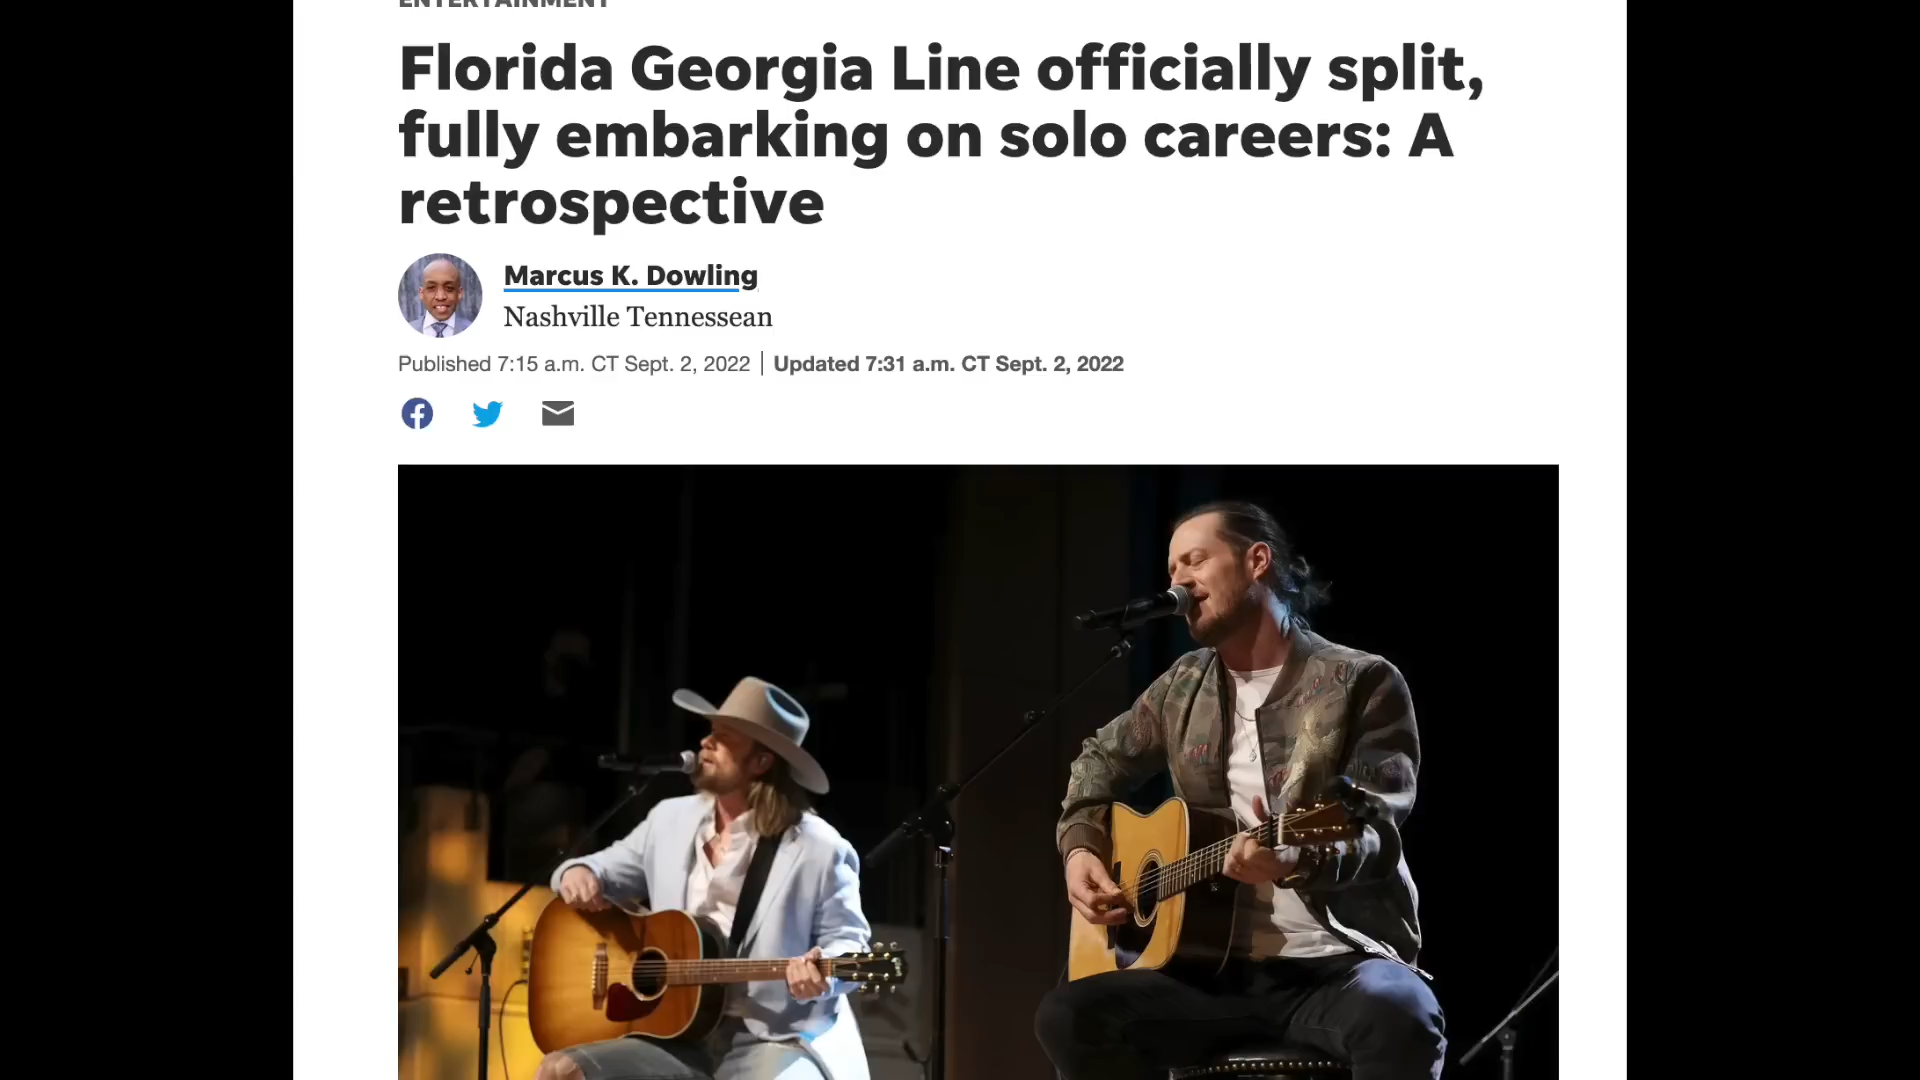 ENTERTAINMENT
Florida Georgia Line officially split,
fully embarking on solo careers: A
retrospective
Marcus K. Dowling
Nashville Tennessean
Published 7:15 a.m. CT Sept. 2, 2022 | Updated 7:31 a.m. CT Sept. 2, 2022